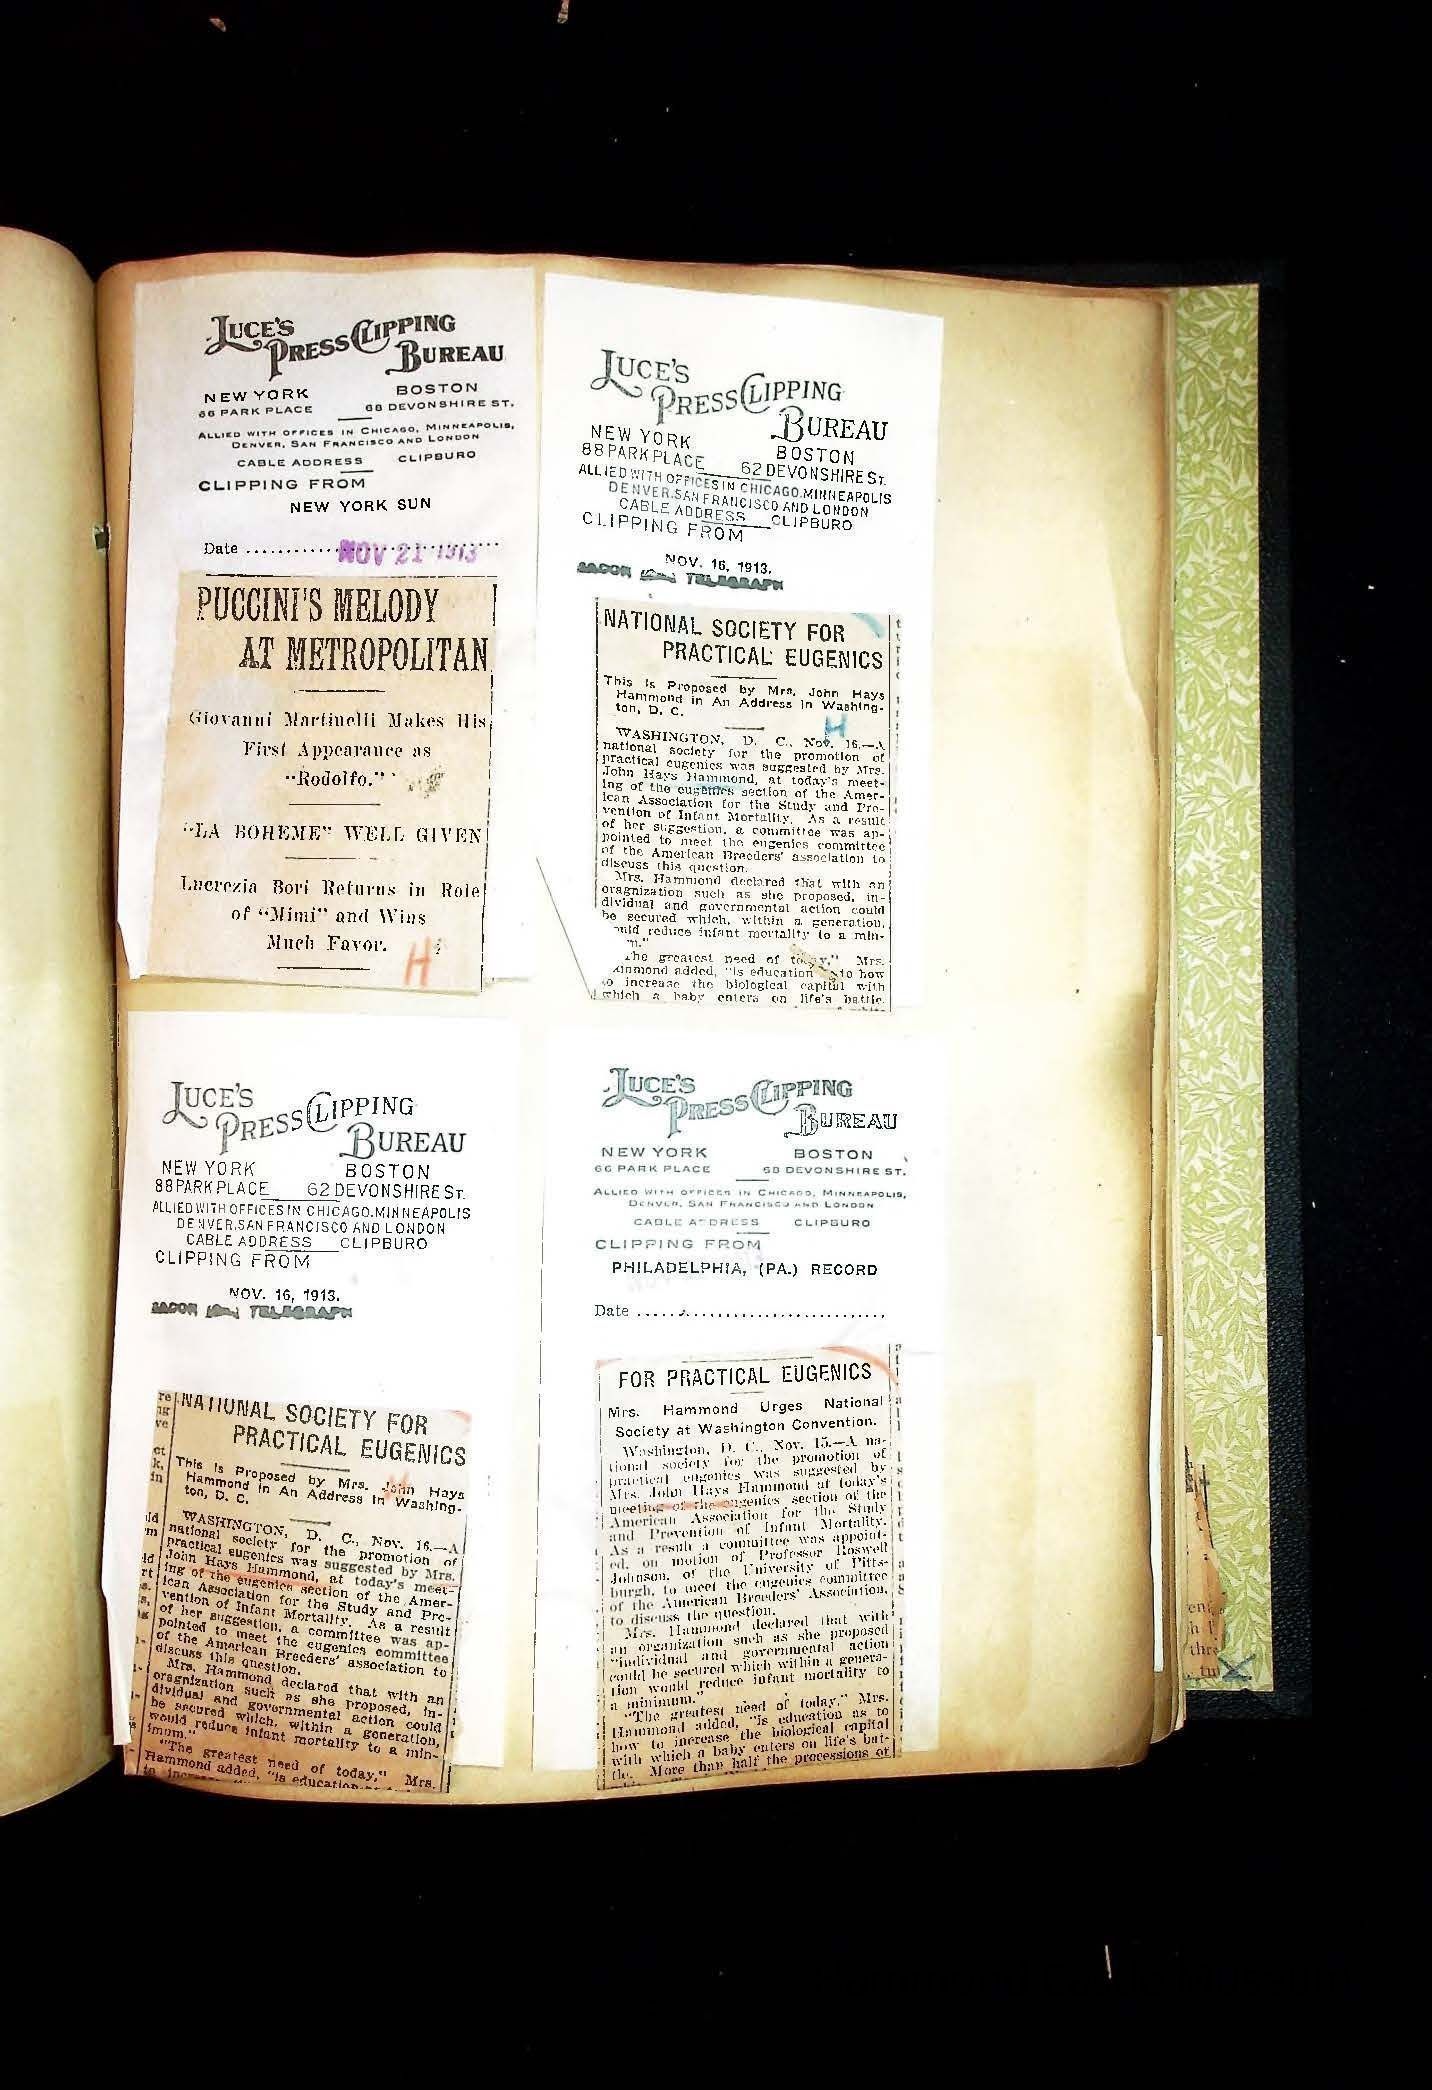 LUCE'S
PRESS CLIPPING
BUREAU
NEW YORK BOSTON
66 PARK PLACE 68 DEVONSHIRE ST.
ALLIED WITH OFFICES IN CHICAGO, MINNEAPOLIS,
DENVER, SAN FRANCISCO AND LONDON
CABLE ADDRESS CLIPBURO
CLIPPING FROM
NEW YORK SUN
Date NOV 21 1913
PUCCINI'S MELODY
AT METROPOLITAN
Giovanni Martinelli Makes His
First Appearance as
"Rodolfo."
"LA BOHEME" WELL GIVEN
Lucrezia Bori Returns in Role
of "Mimi" and Wins
Much Favor.
H
LUCE'S
PRESS CLIPPING
BUREAU
NEW YORK BOSTON
88 PARK PLACE 62 DEVONSHIRE ST.
ALLIED WITH OFFICES IN CHICAGO. MINNEAPOLIS
DENVER. SAN FRANCISCO AND LONDON
CABLE ADDRESS CLIPBURO
CLIPPING FROM
NOV. 16, 1913.
TELEGRAPH
NATIONAL SOCIETY FOR
PRACTICAL EUGENICS
This Is Proposed by Mrs. John Hays
Hammond in An Address in Washing-
ton, D. C.
H
WASHINGTON, D. C., Nov. 16.—A
national society for the promotion of
practical eugenics was suggested by Mrs.
John Hays Hammond, at today's meet-
ing of the eugenics section of the Amer-
ican Association for the Study and Pre-
vention of Infant Mortality. As a result
of her suggestion, a committee was ap-
pointed to meet the eugenics committee
of the American Breeders' association to
discuss this question.
Mrs. Hammond declared that with an
oragnization such as she proposed, in-
dividual and governmental action could
be secured which, within a generation,
ould reduce infant mortality to a min-
m."
he greatest need of today," Mrs.
ammond added, "is education to how
to increase the biological capital with
which a baby enters on life's battle.
LUCE'S
PRESS CLIPPING
BUREAU
NEW YORK BOSTON
88 PARK PLACE 62 DEVONSHIRE ST.
ALLIED WITH OFFICES IN CHICAGO. MINNEAPOLIS
DENVER. SAN FRANCISCO AND LONDON
CABLE ADDRESS CLIPBURO
CLIPPING FROM
NOV. 16, 1913.
TELEGRAPH
NATIONAL SOCIETY FOR
PRACTICAL EUGENICS
This Is Proposed by Mrs. John Hays
Hammond in An Address in Washing-
ton, D. C.
WASHINGTON, D. C., Nov. 16.—A
national society for the promotion of
practical eugenics was suggested by Mrs.
John Hays Hammond, at today's meet-
ing of the eugenics section of the Amer-
ican Association for the Study and Pre-
vention of Infant Mortality. As a result
of her suggestion, a committee was ap-
pointed to meet the eugenics committee
of the American Breeders' association to
discuss this question.
Mrs. Hammond declared that with an
oragnization such as she proposed, in-
dividual and governmental action could
be secured which, within a generation,
would reduce infant mortality to a min-
imum."
"The greatest need of today," Mrs.
Hammond added, "is education
LUCE'S
PRESS CLIPPING
BUREAU
NEW YORK BOSTON
66 PARK PLACE 68 DEVONSHIRE ST.
ALLIED WITH OFFICES IN CHICAGO, MINNEAPOLIS,
DENVER, SAN FRANCISCO AND LONDON
CABLE ADDRESS CLIPBURO
CLIPPING FROM
PHILADELPHIA, (PA.) RECORD
Date
FOR PRACTICAL EUGENICS
Mrs. Hammond Urges National
Society at Washington Convention.
Washington, D. C., Nov. 15.—A na-
tional society for the promotion of
practical eugenics was suggested by
Mrs. John Hays Hammond at today's
meeting of the eugenics section of the
American Association for the Study
and Prevention of Infant Mortality.
As a result a committee was appoint-
ed, on motion of Professor Roswell
Johnson, of the University of Pitts-
burgh, to meet the eugenics committee
of the American Breeders' Association,
to discuss the question.
Mrs. Hammond declared that with
an organization such as she proposed
"individual and governmental action
could be secured which within a genera-
tion would reduce infant mortality to
a minimum."
"The greatest need of today," Mrs.
Hammond added, "is education as to
how to increase the biological capital
with which a baby enters on life's bat-
tle. More than half the processions of